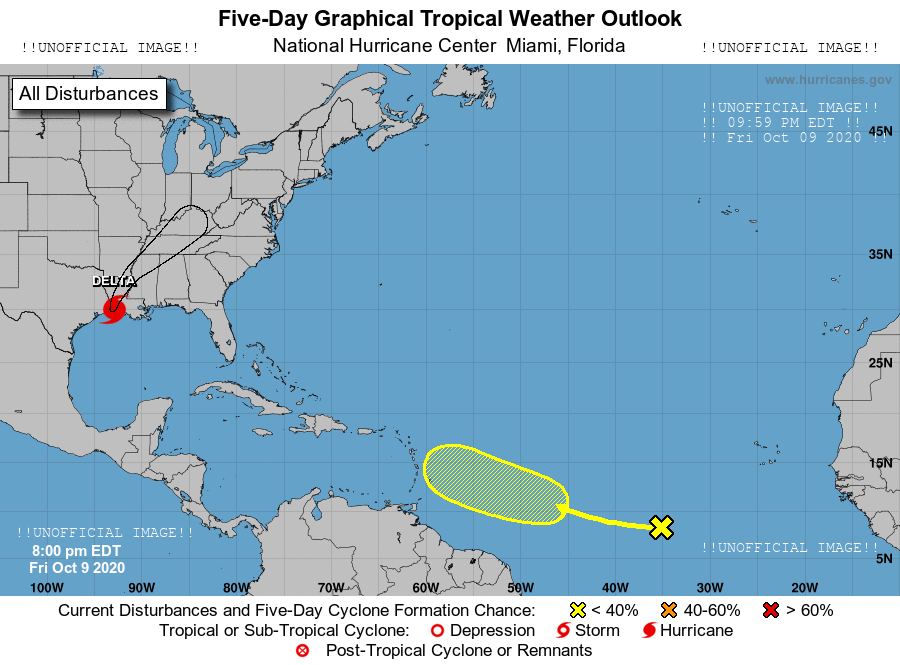 Five-Day Graphical Tropical Weather Outlook
!!UNOFFICIAL IMAGE!! National Hurricane Center Miami, Florida !!UNOFFICIAL IMAGE!!
www.hurricanes.gov
All Disturbances
!!UNOFFICIAL IMAGE!!
!! 09:59 PM EDT !!
!! Fri Oct 09 2020 !!
45N
35N
DELTA
25N
15N
!!UNOFFICIAL IMAGE!!
8:00 pm EDT
Fri Oct 9 2020
!!UNOFFICIAL IMAGE!!
5N
100W 90W 80W 70W 60W 50W 40W 30W 20W
Current Disturbances and Five-Day Cyclone Formation Chance: < 40% 40-60% > 60%
Tropical or Sub-Tropical Cyclone: Depression Storm Hurricane
Post-Tropical Cyclone or Remnants